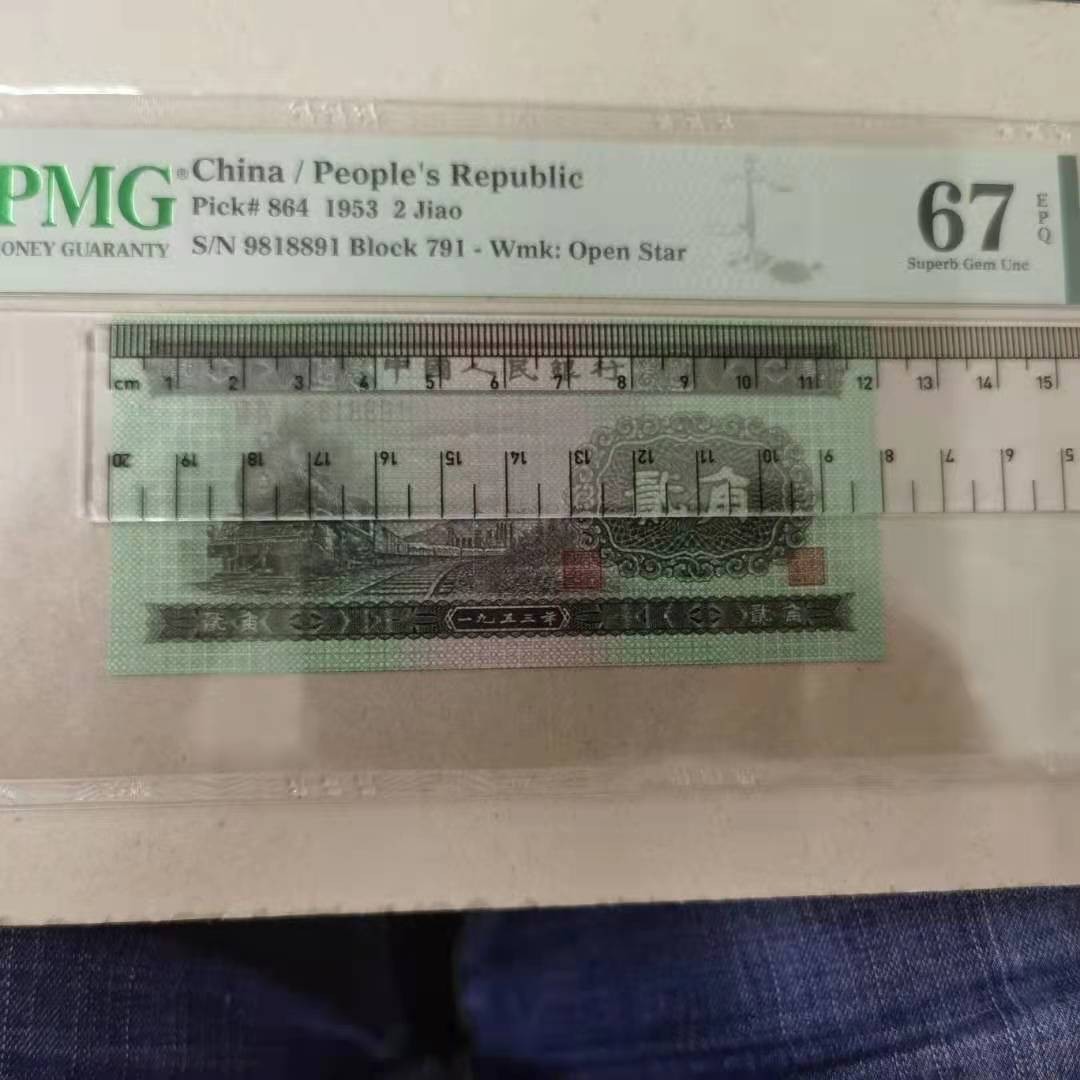 PMG® China / People's Republic
Pick# 864 1953 2 Jiao
ONEY GUARANTY S/N 9818891 Block 791 - Wmk: Open Star
67 EPQ
Superb Gem Unc
cm 1 2 3 4 5 6 7 8 9 10 11 12 13 14 15
中國人民銀行
20 19 18 17 16 15 14 13 12 11 10 9 8 7 6 5
貳角
貳角 一九五三年 貳角